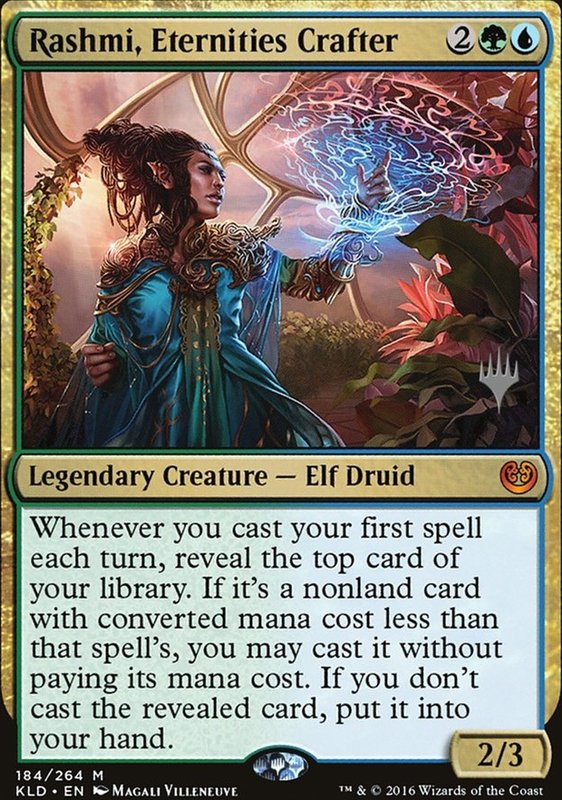 Rashmi, Eternities Crafter 2
Legendary Creature — Elf Druid
Whenever you cast your first spell
each turn, reveal the top card of
your library. If it's a nonland card
with converted mana cost less than
that spell's, you may cast it without
paying its mana cost. If you don't
cast the revealed card, put it into
your hand.
2/3
184/264 M
KLD • EN Magali Villeneuve
™ & © 2016 Wizards of the Coast